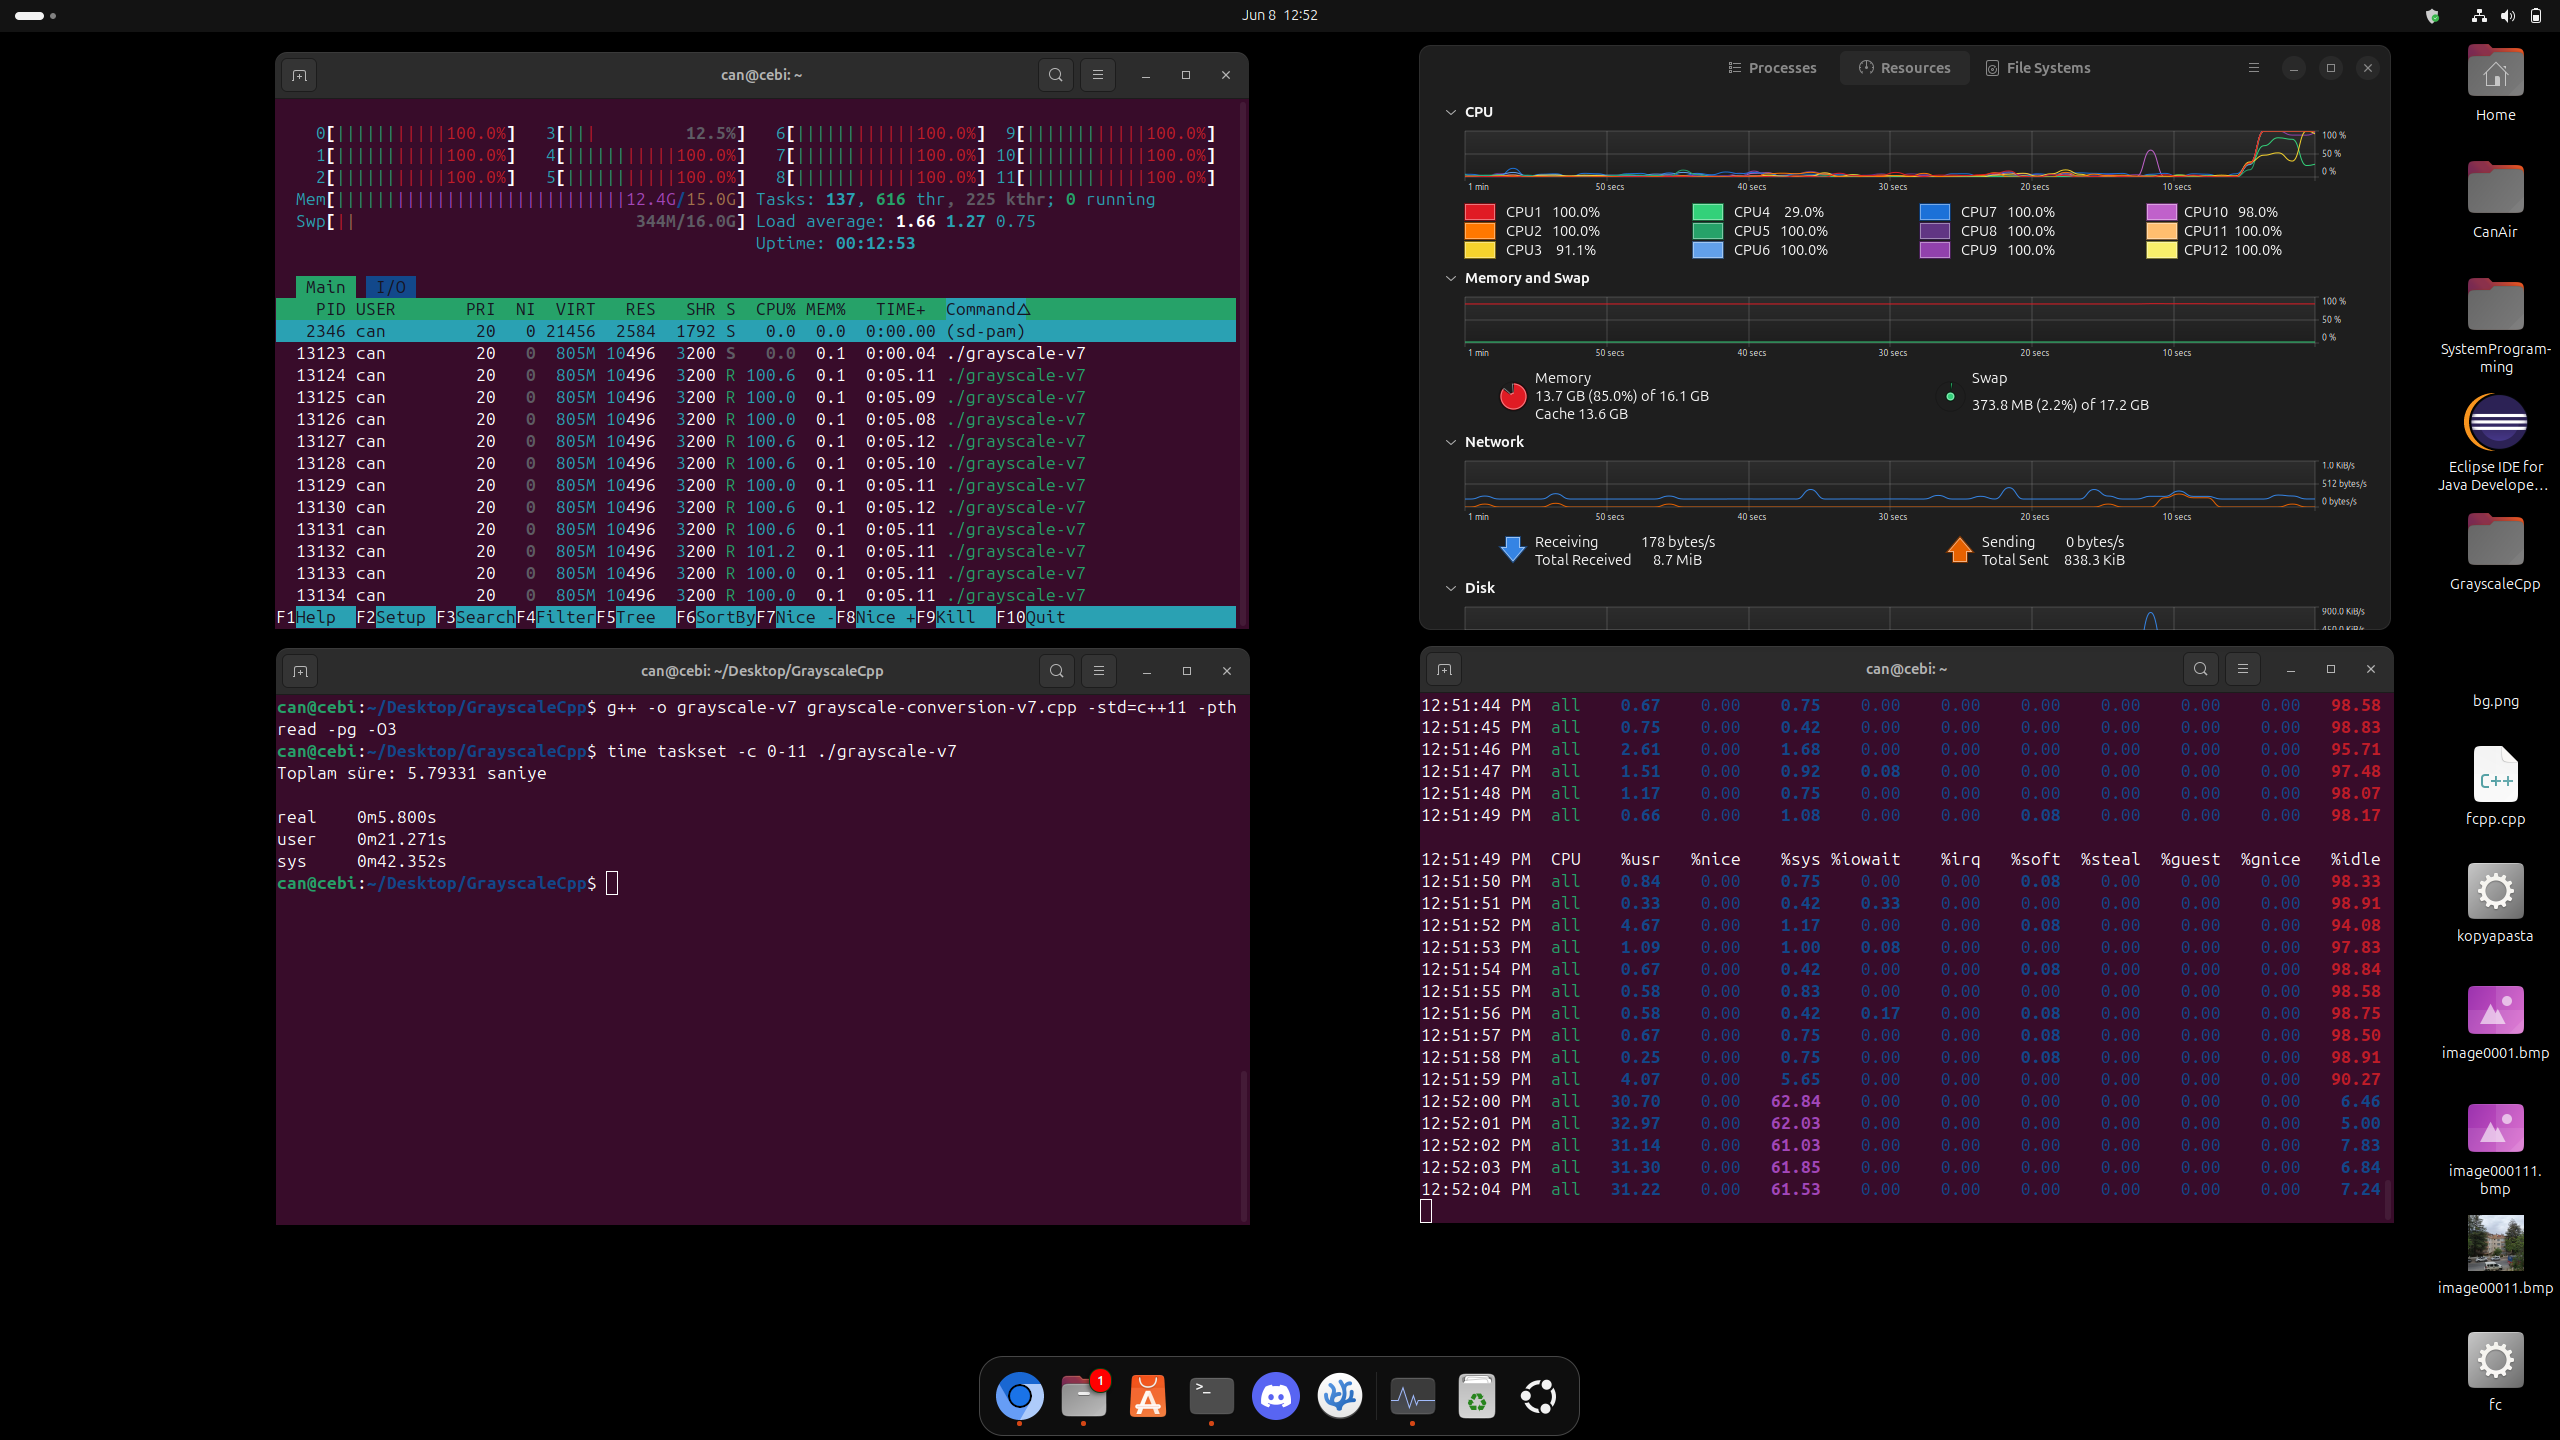 Jun 8 12:52
can@cebi: ~
0[||||||||||||100.0%] 3[||| 12.5%] 6[||||||||||||100.0%] 9[||||||||||||100.0%]
1[||||||||||||100.0%] 4[||||||||||||100.0%] 7[||||||||||||100.0%] 10[||||||||||||100.0%]
2[||||||||||||100.0%] 5[||||||||||||100.0%] 8[||||||||||||100.0%] 11[||||||||||||100.0%]
Mem[|||||||||||||||||||||||||||||12.4G/15.0G] Tasks: 137, 616 thr, 225 kthr; 0 running
Swp[|| 344M/16.0G] Load average: 1.66 1.27 0.75
Uptime: 00:12:53
Main I/O
PID USER PRI NI VIRT RES SHR S CPU% MEM% TIME+ Command△
2346 can 20 0 21456 2584 1792 S 0.0 0.0 0:00.00 (sd-pam)
13123 can 20 0 805M 10496 3200 S 0.0 0.1 0:00.04 ./grayscale-v7
13124 can 20 0 805M 10496 3200 R 100.6 0.1 0:05.11 ./grayscale-v7
13125 can 20 0 805M 10496 3200 R 100.0 0.1 0:05.09 ./grayscale-v7
13126 can 20 0 805M 10496 3200 R 100.0 0.1 0:05.08 ./grayscale-v7
13127 can 20 0 805M 10496 3200 R 100.6 0.1 0:05.12 ./grayscale-v7
13128 can 20 0 805M 10496 3200 R 100.6 0.1 0:05.10 ./grayscale-v7
13129 can 20 0 805M 10496 3200 R 100.0 0.1 0:05.11 ./grayscale-v7
13130 can 20 0 805M 10496 3200 R 100.6 0.1 0:05.12 ./grayscale-v7
13131 can 20 0 805M 10496 3200 R 100.6 0.1 0:05.11 ./grayscale-v7
13132 can 20 0 805M 10496 3200 R 101.2 0.1 0:05.11 ./grayscale-v7
13133 can 20 0 805M 10496 3200 R 100.0 0.1 0:05.11 ./grayscale-v7
13134 can 20 0 805M 10496 3200 R 100.0 0.1 0:05.11 ./grayscale-v7
F1Help F2Setup F3SearchF4FilterF5Tree F6SortByF7Nice -F8Nice +F9Kill F10Quit
Processes Resources File Systems
CPU
100 %
50 %
0 %
1 min 50 secs 40 secs 30 secs 20 secs 10 secs
CPU1 100.0% CPU4 29.0% CPU7 100.0% CPU10 98.0%
CPU2 100.0% CPU5 100.0% CPU8 100.0% CPU11 100.0%
CPU3 91.1% CPU6 100.0% CPU9 100.0% CPU12 100.0%
Memory and Swap
100 %
50 %
0 %
1 min 50 secs 40 secs 30 secs 20 secs 10 secs
Memory
13.7 GB (85.0%) of 16.1 GB
Cache 13.6 GB
Swap
373.8 MB (2.2%) of 17.2 GB
Network
1.0 KiB/s
512 bytes/s
0 bytes/s
1 min 50 secs 40 secs 30 secs 20 secs 10 secs
Receiving 178 bytes/s
Total Received 8.7 MiB
Sending 0 bytes/s
Total Sent 838.3 KiB
Disk
900.0 KiB/s
450.0 KiB/s
can@cebi: ~/Desktop/GrayscaleCpp
can@cebi:~/Desktop/GrayscaleCpp$ g++ -o grayscale-v7 grayscale-conversion-v7.cpp -std=c++11 -pth
read -pg -O3
can@cebi:~/Desktop/GrayscaleCpp$ time taskset -c 0-11 ./grayscale-v7
Toplam süre: 5.79331 saniye
real 0m5.800s
user 0m21.271s
sys 0m42.352s
can@cebi:~/Desktop/GrayscaleCpp$
can@cebi: ~
12:51:44 PM all 0.67 0.00 0.75 0.00 0.00 0.00 0.00 0.00 0.00 98.58
12:51:45 PM all 0.75 0.00 0.42 0.00 0.00 0.00 0.00 0.00 0.00 98.83
12:51:46 PM all 2.61 0.00 1.68 0.00 0.00 0.00 0.00 0.00 0.00 95.71
12:51:47 PM all 1.51 0.00 0.92 0.08 0.00 0.00 0.00 0.00 0.00 97.48
12:51:48 PM all 1.17 0.00 0.75 0.00 0.00 0.00 0.00 0.00 0.00 98.07
12:51:49 PM all 0.66 0.00 1.08 0.00 0.00 0.08 0.00 0.00 0.00 98.17
12:51:49 PM CPU %usr %nice %sys %iowait %irq %soft %steal %guest %gnice %idle
12:51:50 PM all 0.84 0.00 0.75 0.00 0.00 0.08 0.00 0.00 0.00 98.33
12:51:51 PM all 0.33 0.00 0.42 0.33 0.00 0.00 0.00 0.00 0.00 98.91
12:51:52 PM all 4.67 0.00 1.17 0.00 0.00 0.08 0.00 0.00 0.00 94.08
12:51:53 PM all 1.09 0.00 1.00 0.08 0.00 0.00 0.00 0.00 0.00 97.83
12:51:54 PM all 0.67 0.00 0.42 0.00 0.00 0.08 0.00 0.00 0.00 98.84
12:51:55 PM all 0.58 0.00 0.83 0.00 0.00 0.00 0.00 0.00 0.00 98.58
12:51:56 PM all 0.58 0.00 0.42 0.17 0.00 0.08 0.00 0.00 0.00 98.75
12:51:57 PM all 0.67 0.00 0.75 0.00 0.00 0.08 0.00 0.00 0.00 98.50
12:51:58 PM all 0.25 0.00 0.75 0.00 0.00 0.08 0.00 0.00 0.00 98.91
12:51:59 PM all 4.07 0.00 5.65 0.00 0.00 0.00 0.00 0.00 0.00 90.27
12:52:00 PM all 30.70 0.00 62.84 0.00 0.00 0.00 0.00 0.00 0.00 6.46
12:52:01 PM all 32.97 0.00 62.03 0.00 0.00 0.00 0.00 0.00 0.00 5.00
12:52:02 PM all 31.14 0.00 61.03 0.00 0.00 0.00 0.00 0.00 0.00 7.83
12:52:03 PM all 31.30 0.00 61.85 0.00 0.00 0.00 0.00 0.00 0.00 6.84
12:52:04 PM all 31.22 0.00 61.53 0.00 0.00 0.00 0.00 0.00 0.00 7.24
Home
CanAir
SystemProgram-
ming
Eclipse IDE for
Java Develope...
GrayscaleCpp
bg.png
C++
fcpp.cpp
kopyapasta
image0001.bmp
image000111.
bmp
image00011.bmp
fc
1
>_